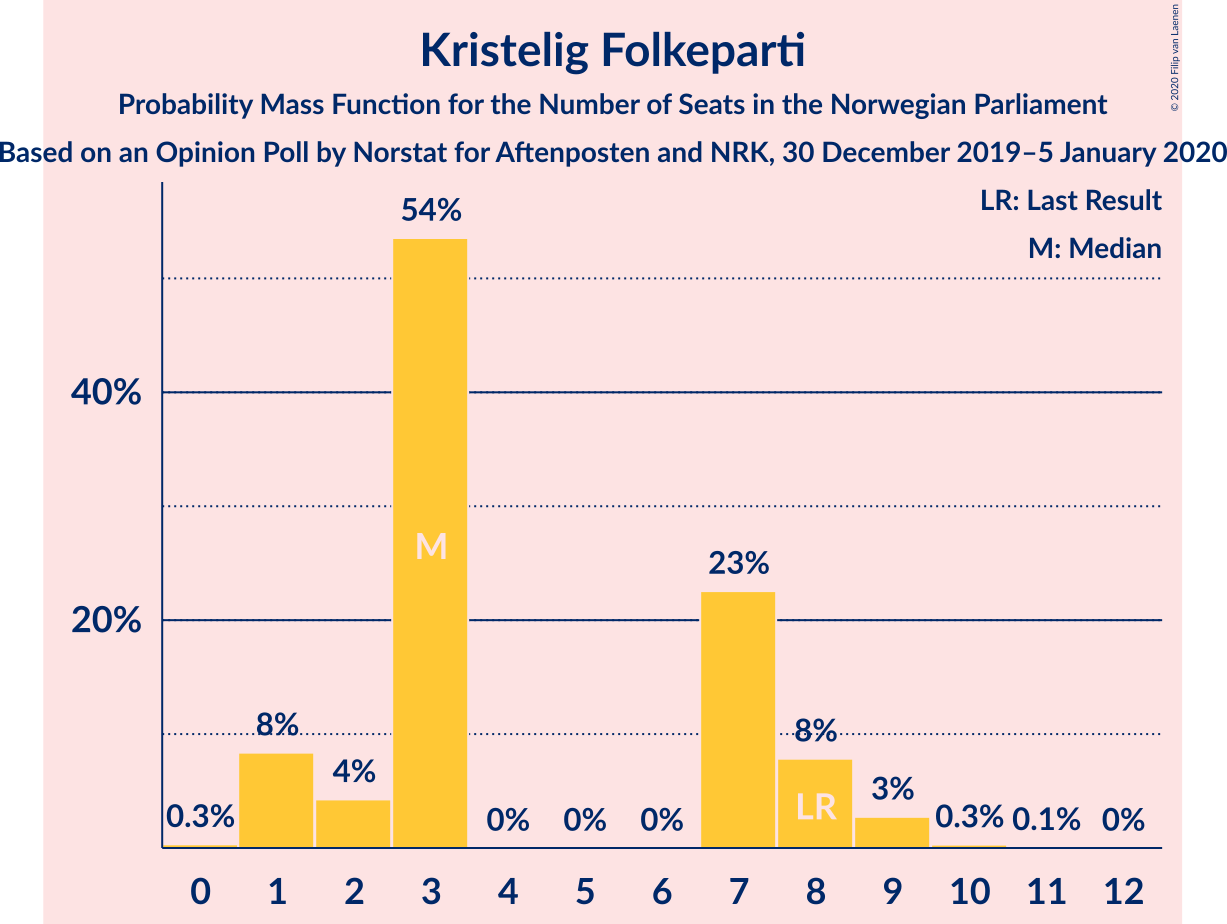 Kristelig Folkeparti
Probability Mass Function for the Number of Seats in the Norwegian Parliament
Based on an Opinion Poll by Norstat for Aftenposten and NRK, 30 December 2019–5 January 2020
© 2020 Filip van Laenen
LR: Last Result
M: Median
54%
40%
M
23%
20%
8%
8%
4%
3%
LR
0.3%
0%
0%
0%
0.3%
0.1%
0%
0 1 2 3 4 5 6 7 8 9 10 11 12